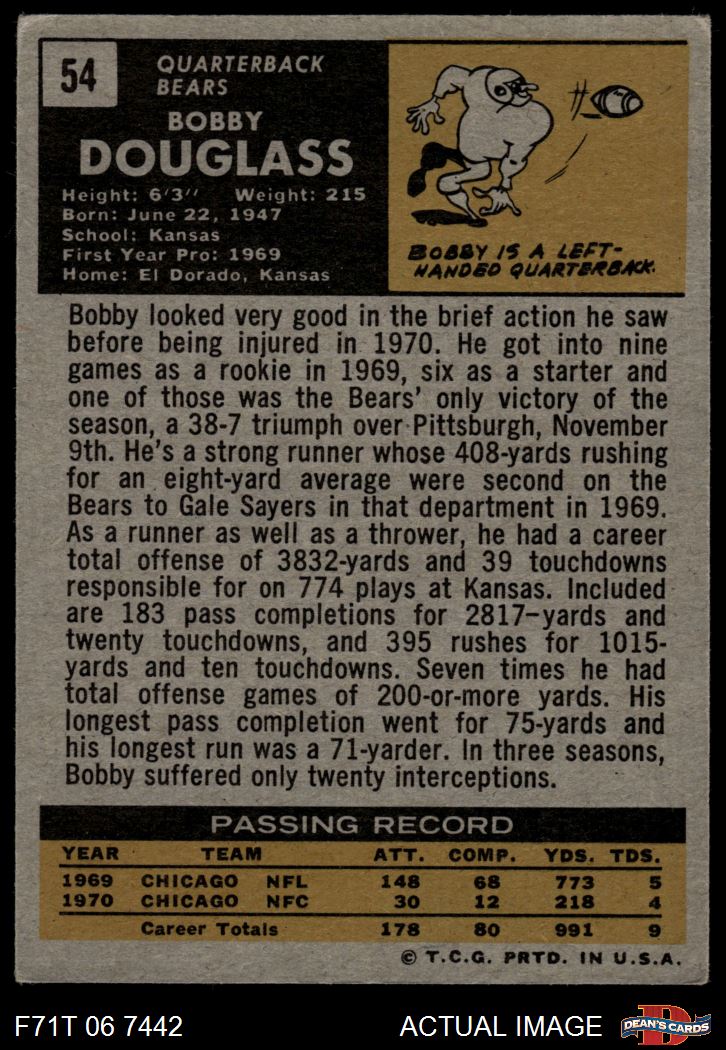 54
QUARTERBACK
BEARS
BOBBY
DOUGLASS
Height: 6'3" Weight: 215
Born: June 22, 1947
School: Kansas
First Year Pro: 1969
Home: El Dorado, Kansas
BOBBY IS A LEFT-
HANDED QUARTERBACK.
Bobby looked very good in the brief action he saw
before being injured in 1970. He got into nine
games as a rookie in 1969, six as a starter and
one of those was the Bears' only victory of the
season, a 38-7 triumph over Pittsburgh, November
9th. He's a strong runner whose 408-yards rushing
for an eight-yard average were second on the
Bears to Gale Sayers in that department in 1969.
As a runner as well as a thrower, he had a career
total offense of 3832-yards and 39 touchdowns
responsible for on 774 plays at Kansas. Included
are 183 pass completions for 2817-yards and
twenty touchdowns, and 395 rushes for 1015-
yards and ten touchdowns. Seven times he had
total offense games of 200-or-more yards. His
longest pass completion went for 75-yards and
his longest run was a 71-yarder. In three seasons,
Bobby suffered only twenty interceptions.
PASSING RECORD
YEAR TEAM ATT. COMP. YDS. TDS.
1969 CHICAGO NFL 148 68 773 5
1970 CHICAGO NFC 30 12 218 4
Career Totals 178 80 991 9
© T.C.G. PRTD. IN U.S.A.
F71T 06 7442 ACTUAL IMAGE
D
DEAN'S CARDS